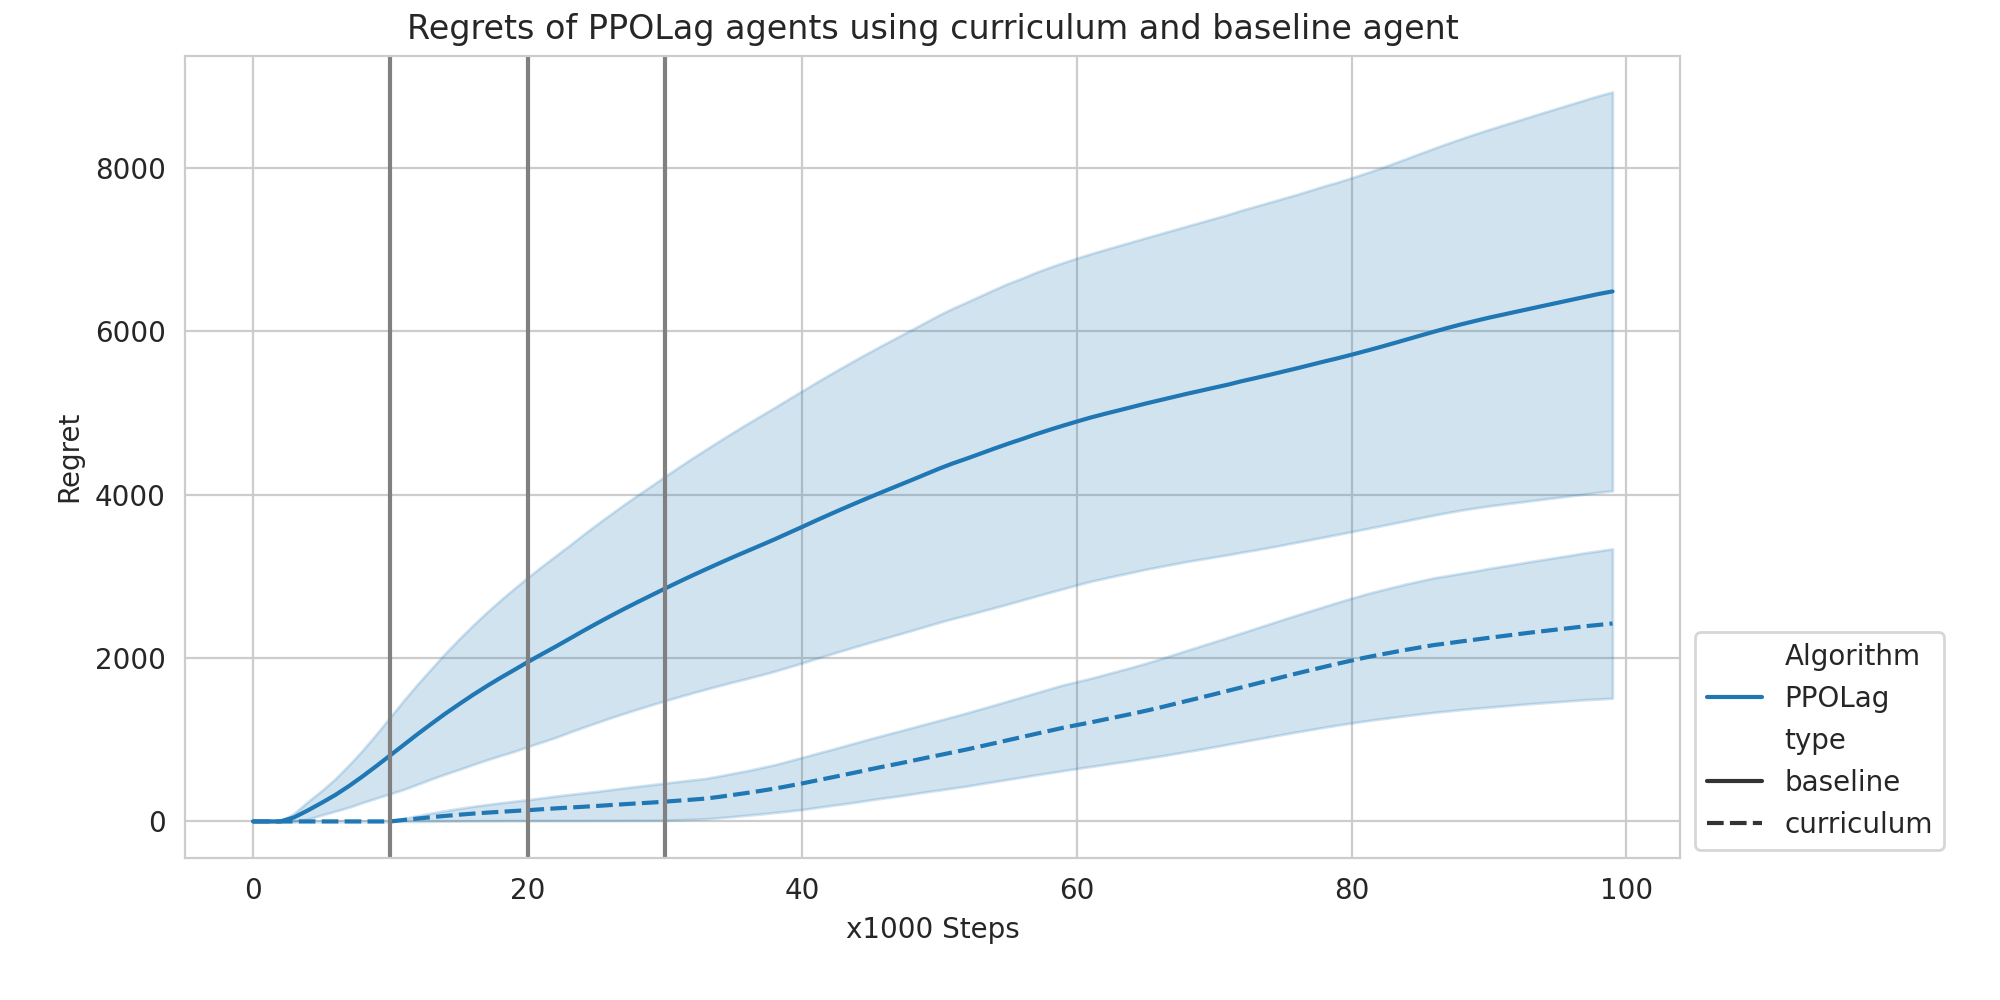 Regrets of PPOLag agents using curriculum and baseline agent
8000
6000
4000
2000
0
Regret
0 20 40 60 80 100
x1000 Steps
Algorithm
PPOLag
type
baseline
curriculum